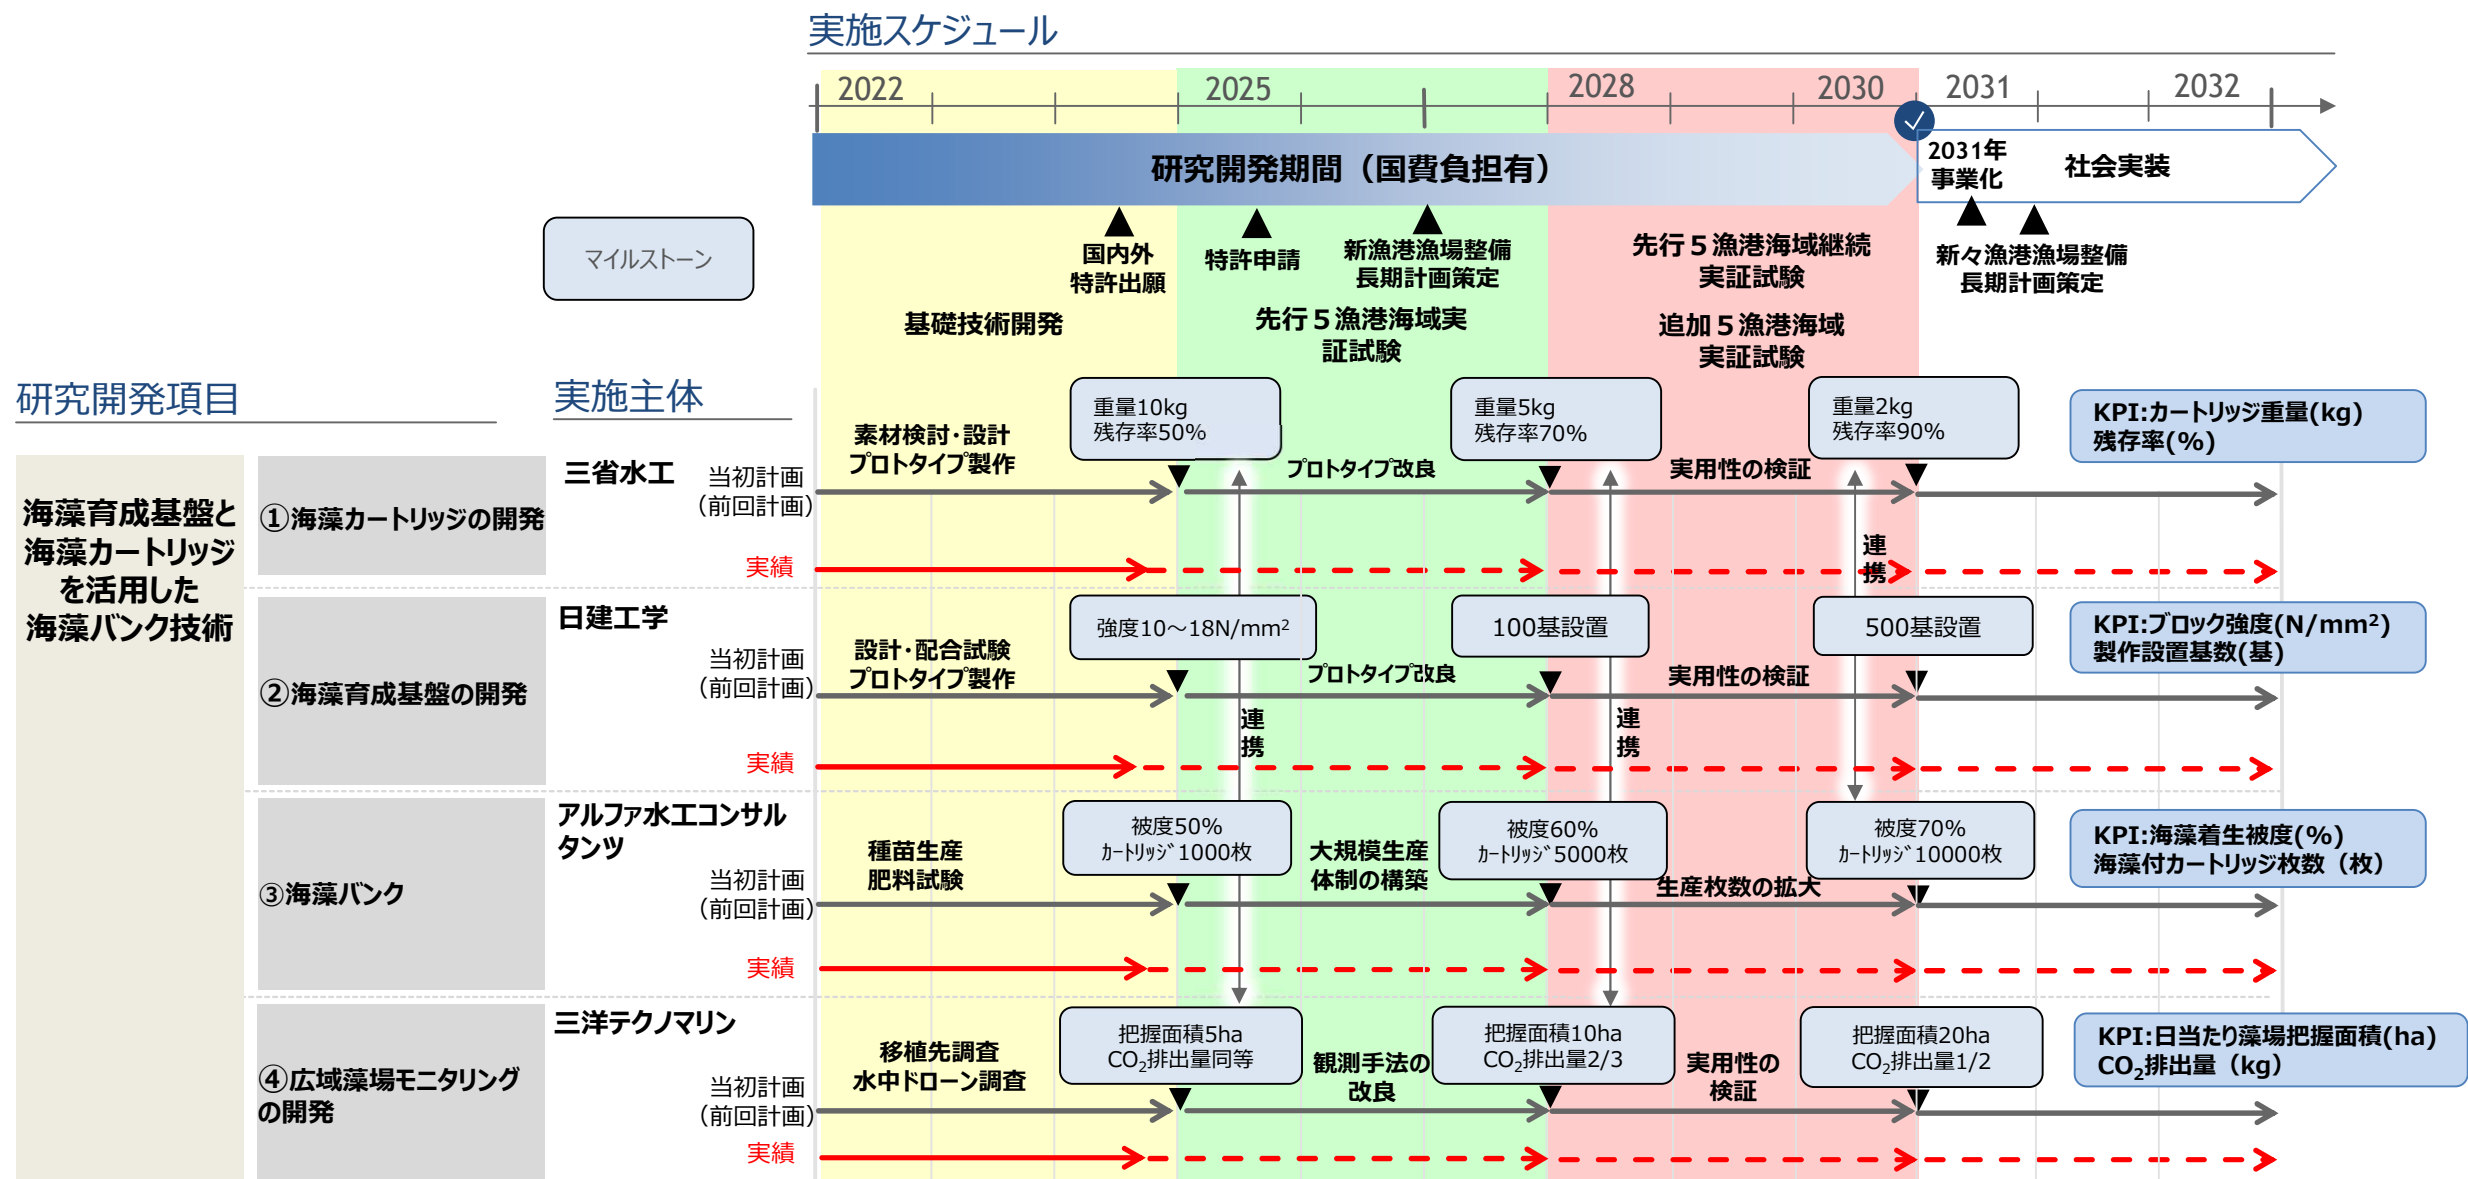 実施スケジュール
2022
2025
2028
2030
2031
2032
研究開発期間（国費負担有）
2031年
事業化
社会実装
マイルストーン
国内外
特許出願
特許申請
新漁港漁場整備
長期計画策定
先行５漁港海域継続
実証試験
新々漁港漁場整備
長期計画策定
基礎技術開発
先行５漁港海域実
証試験
追加５漁港海域
実証試験
研究開発項目
実施主体
海藻育成基盤と
海藻カートリッジ
を活用した
海藻バンク技術
①海藻カートリッジの開発
三省水工
当初計画
（前回計画）
実績
素材検討・設計
プロトタイプ製作
重量10kg
残存率50%
プロトタイプ改良
重量5kg
残存率70%
実用性の検証
重量2kg
残存率90%
連
携
KPI:カートリッジ重量(kg)
残存率(%)
②海藻育成基盤の開発
日建工学
当初計画
（前回計画）
実績
設計・配合試験
プロトタイプ製作
強度10～18N/mm²
プロトタイプ改良
100基設置
実用性の検証
500基設置
連
携
連
携
KPI:ブロック強度(N/mm²)
製作設置基数(基)
③海藻バンク
アルファ水工コンサル
タンツ
当初計画
（前回計画）
実績
種苗生産
肥料試験
被度50%
ｶｰﾄﾘｯｼﾞ1000枚
大規模生産
体制の構築
被度60%
ｶｰﾄﾘｯｼﾞ5000枚
生産枚数の拡大
被度70%
ｶｰﾄﾘｯｼﾞ10000枚
KPI:海藻着生被度(%)
海藻付カートリッジ枚数（枚）
④広域藻場モニタリング
の開発
三洋テクノマリン
当初計画
（前回計画）
実績
移植先調査
水中ドローン調査
把握面積5ha
CO₂排出量同等
観測手法の
改良
把握面積10ha
CO₂排出量2/3
実用性の
検証
把握面積20ha
CO₂排出量1/2
KPI:日当たり藻場把握面積(ha)
CO₂排出量（kg）